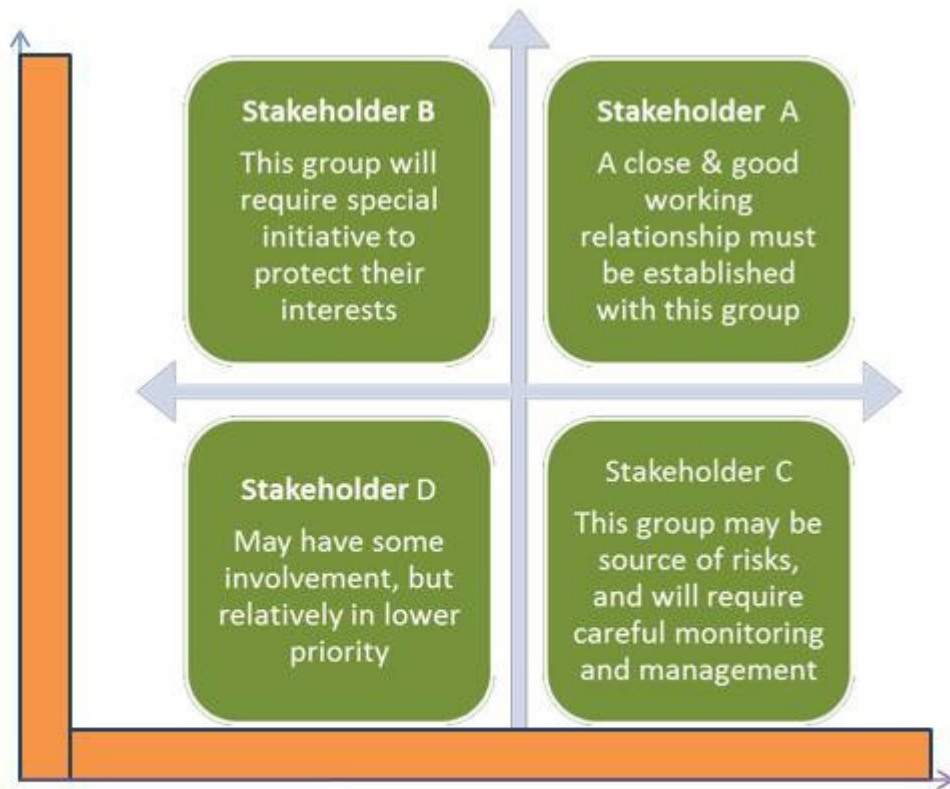 Stakeholder B
This group will
require special
initiative to
protect their
interests
Stakeholder A
A close & good
working
relationship must
be established
with this group
Stakeholder D
May have some
involvement, but
relatively in lower
priority
Stakeholder C
This group may be
source of risks,
and will require
careful monitoring
and management